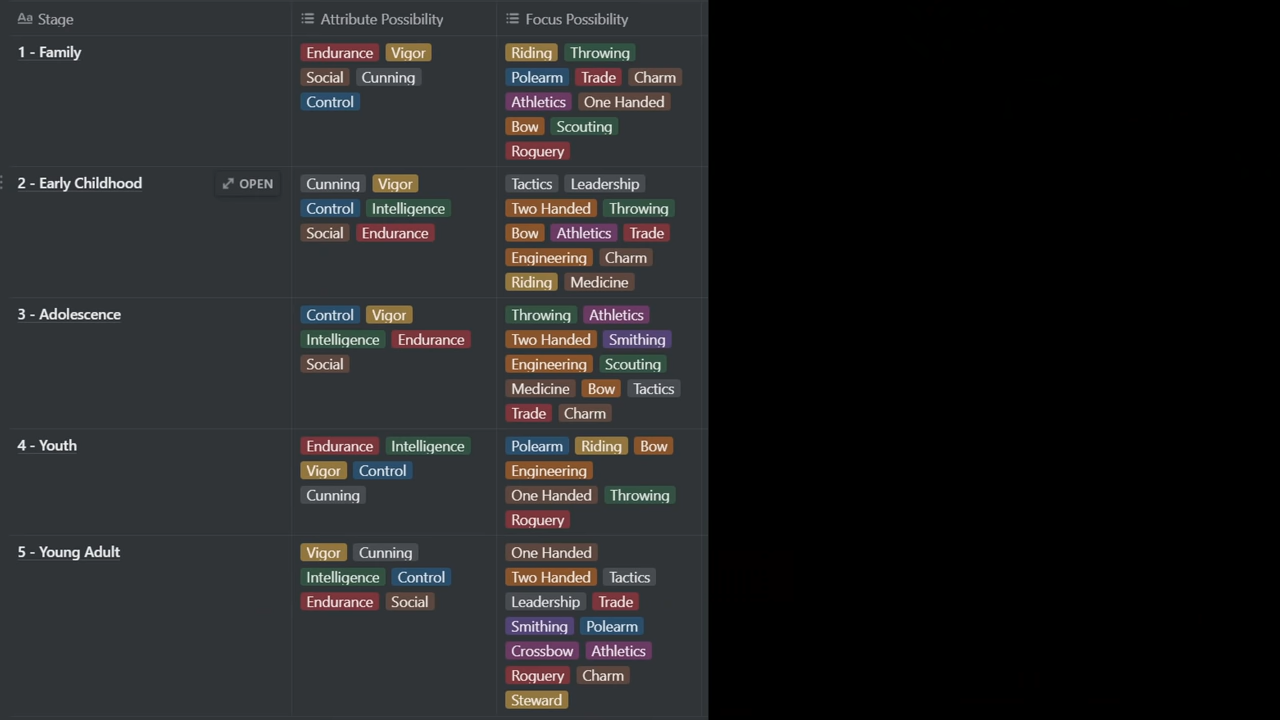 Aa Stage Attribute Possibility Focus Possibility
1 - Family Endurance Vigor Riding Throwing
Social Cunning Polearm Trade Charm
Control Athletics One Handed
Bow Scouting
Roguery
2 - Early Childhood OPEN Cunning Vigor Tactics Leadership
Control Intelligence Two Handed Throwing
Social Endurance Bow Athletics Trade
Engineering Charm
Riding Medicine
3 - Adolescence Control Vigor Throwing Athletics
Intelligence Endurance Two Handed Smithing
Social Engineering Scouting
Medicine Bow Tactics
Trade Charm
4 - Youth Endurance Intelligence Polearm Riding Bow
Vigor Control Engineering
Cunning One Handed Throwing
Roguery
5 - Young Adult Vigor Cunning One Handed
Intelligence Control Two Handed Tactics
Endurance Social Leadership Trade
Smithing Polearm
Crossbow Athletics
Roguery Charm
Steward